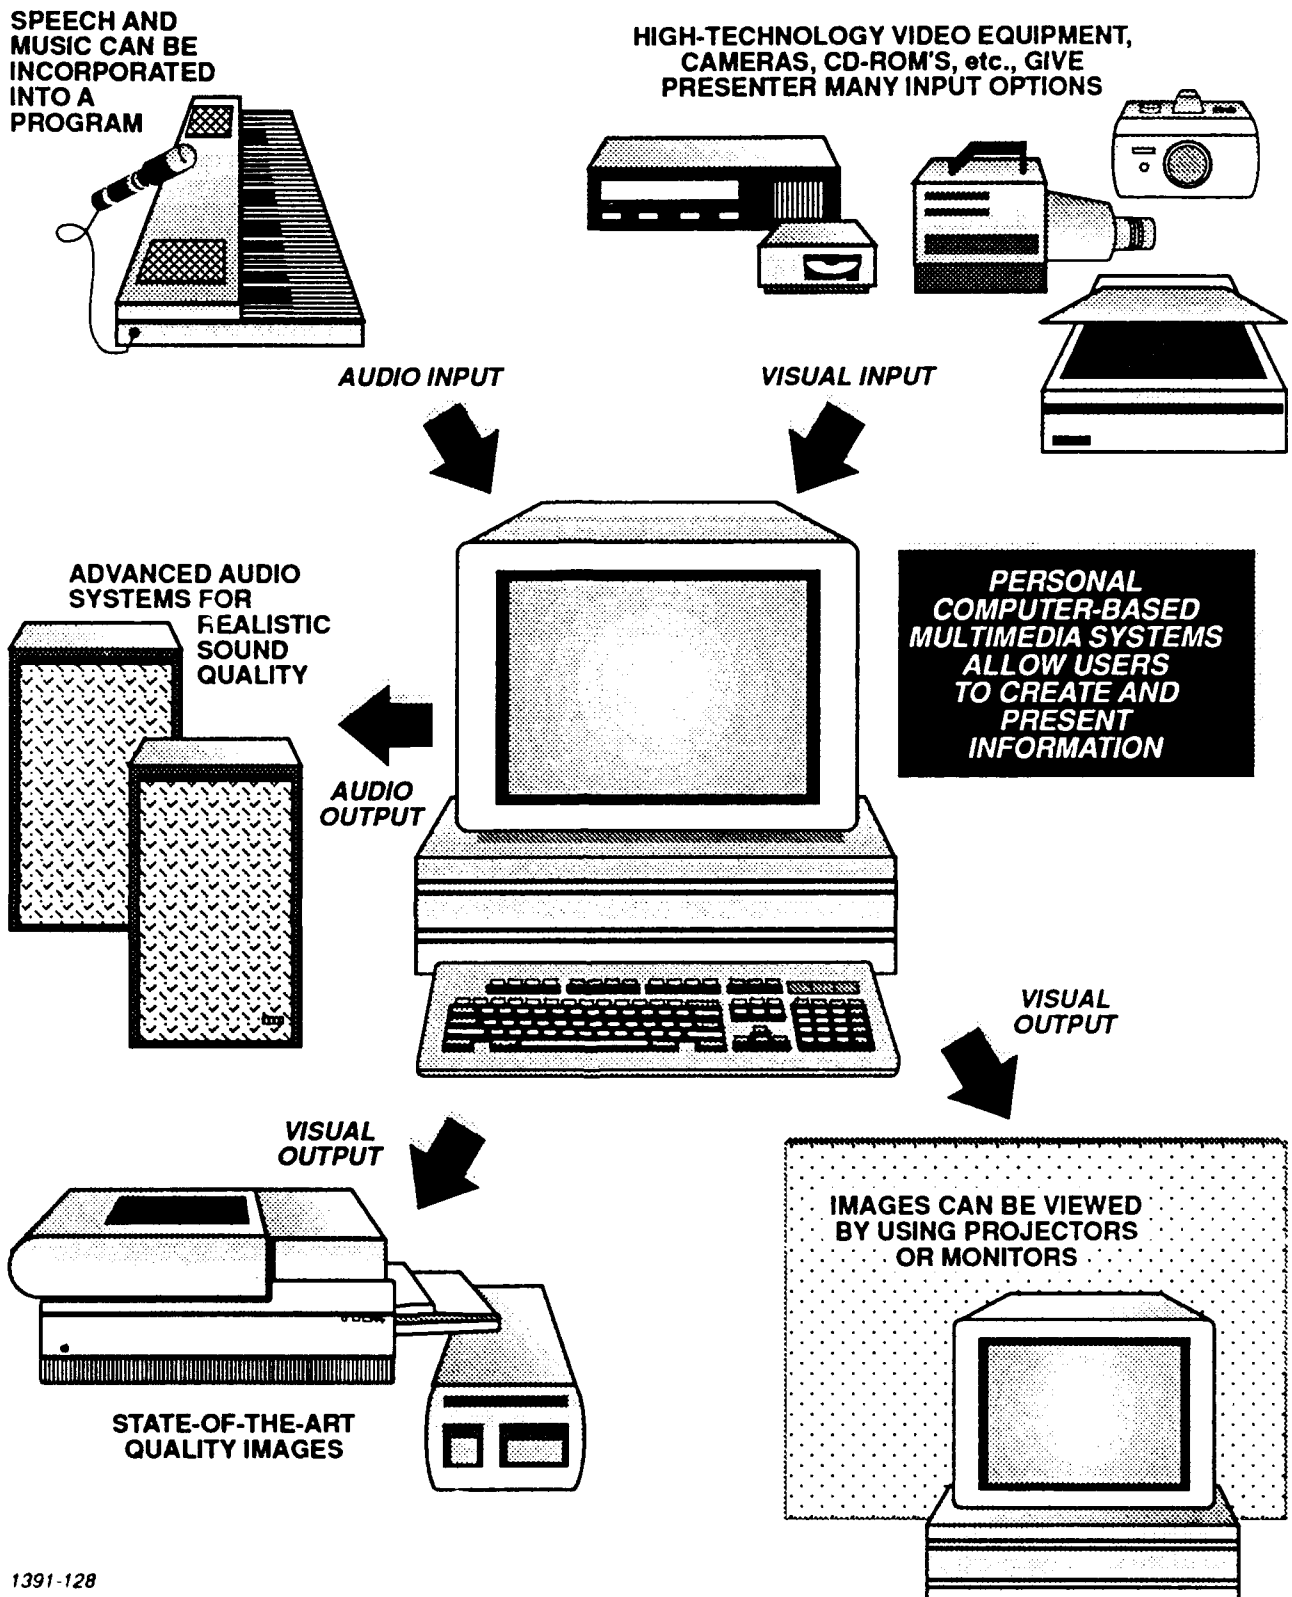 SPEECH AND
MUSIC CAN BE
INCORPORATED
INTO A
PROGRAM
HIGH-TECHNOLOGY VIDEO EQUIPMENT,
CAMERAS, CD-ROM'S, etc., GIVE
PRESENTER MANY INPUT OPTIONS
AUDIO INPUT
VISUAL INPUT
ADVANCED AUDIO
SYSTEMS FOR
REALISTIC
SOUND
QUALITY
PERSONAL
COMPUTER-BASED
MULTIMEDIA SYSTEMS
ALLOW USERS
TO CREATE AND
PRESENT
INFORMATION
AUDIO
OUTPUT
VISUAL
OUTPUT
VISUAL
OUTPUT
IMAGES CAN BE VIEWED
BY USING PROJECTORS
OR MONITORS
STATE-OF-THE-ART
QUALITY IMAGES
1391-128